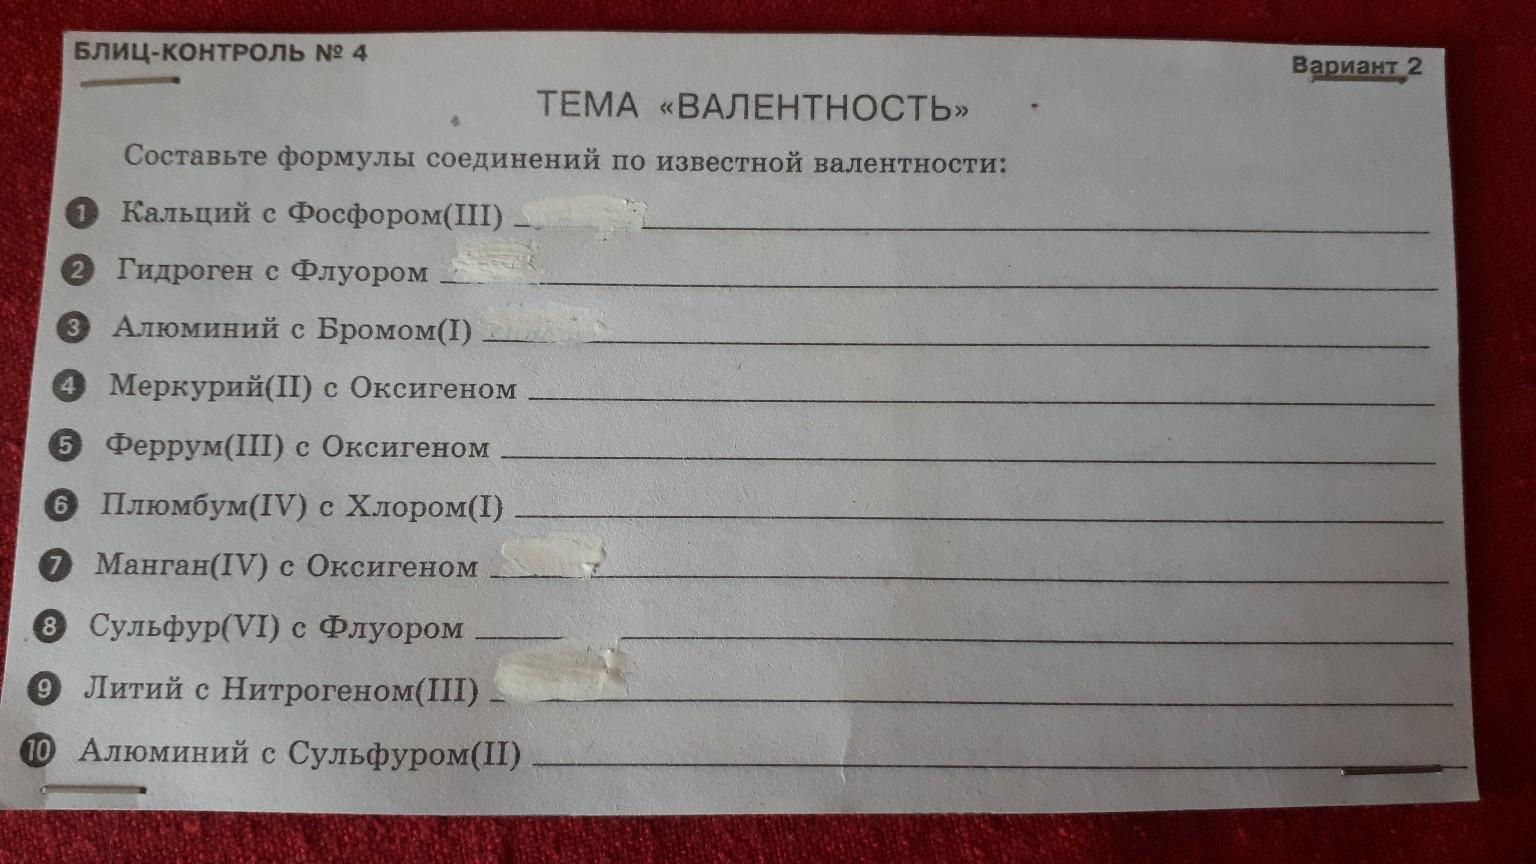 БЛИЦ-КОНТРОЛЬ № 4
Вариант 2
ТЕМА «ВАЛЕНТНОСТЬ»
Составьте формулы соединений по известной валентности:
1 Кальций с Фосфором(III)
2 Гидроген с Флуором
3 Алюминий с Бромом(I)
4 Меркурий(II) с Оксигеном
5 Феррум(III) с Оксигеном
6 Плюмбум(IV) с Хлором(I)
7 Манган(IV) с Оксигеном
8 Сульфур(VI) с Флуором
9 Литий с Нитрогеном(III)
10 Алюминий с Сульфуром(II)